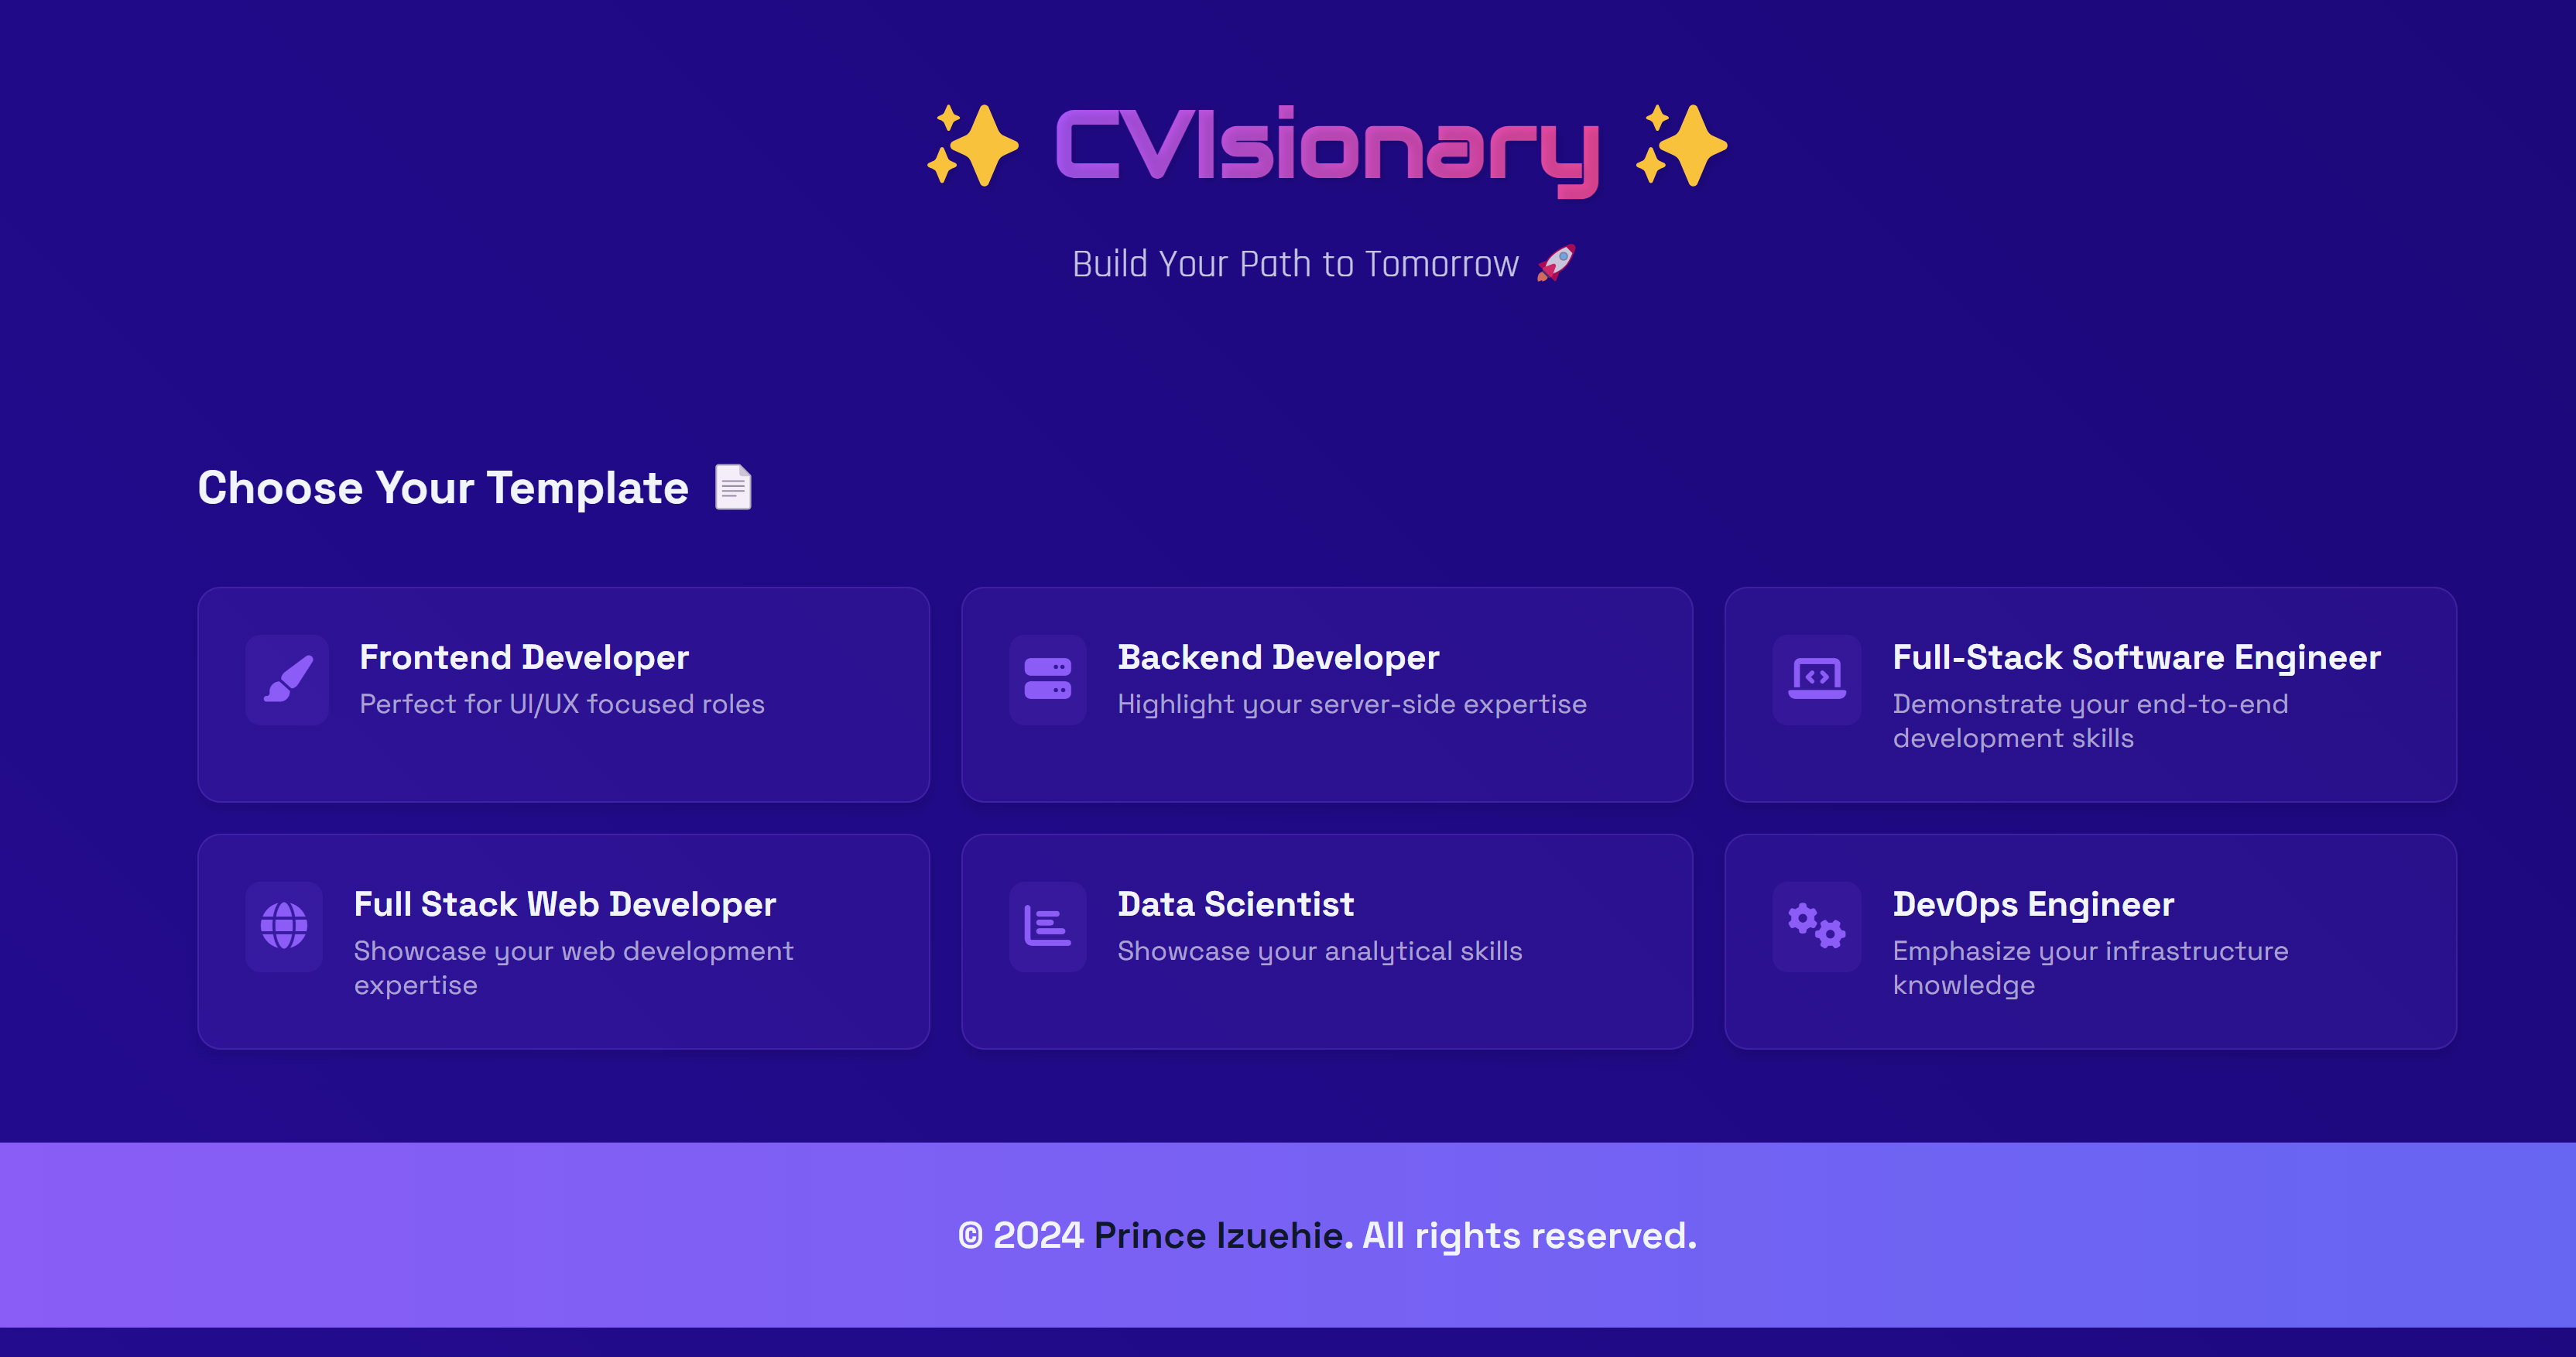 ✨ CVIsionary ✨
Build Your Path to Tomorrow 🚀
Choose Your Template 📄
Frontend Developer
Perfect for UI/UX focused roles
Backend Developer
Highlight your server-side expertise
Full-Stack Software Engineer
Demonstrate your end-to-end
development skills
Full Stack Web Developer
Showcase your web development
expertise
Data Scientist
Showcase your analytical skills
DevOps Engineer
Emphasize your infrastructure
knowledge
© 2024 Prince Izuehie. All rights reserved.